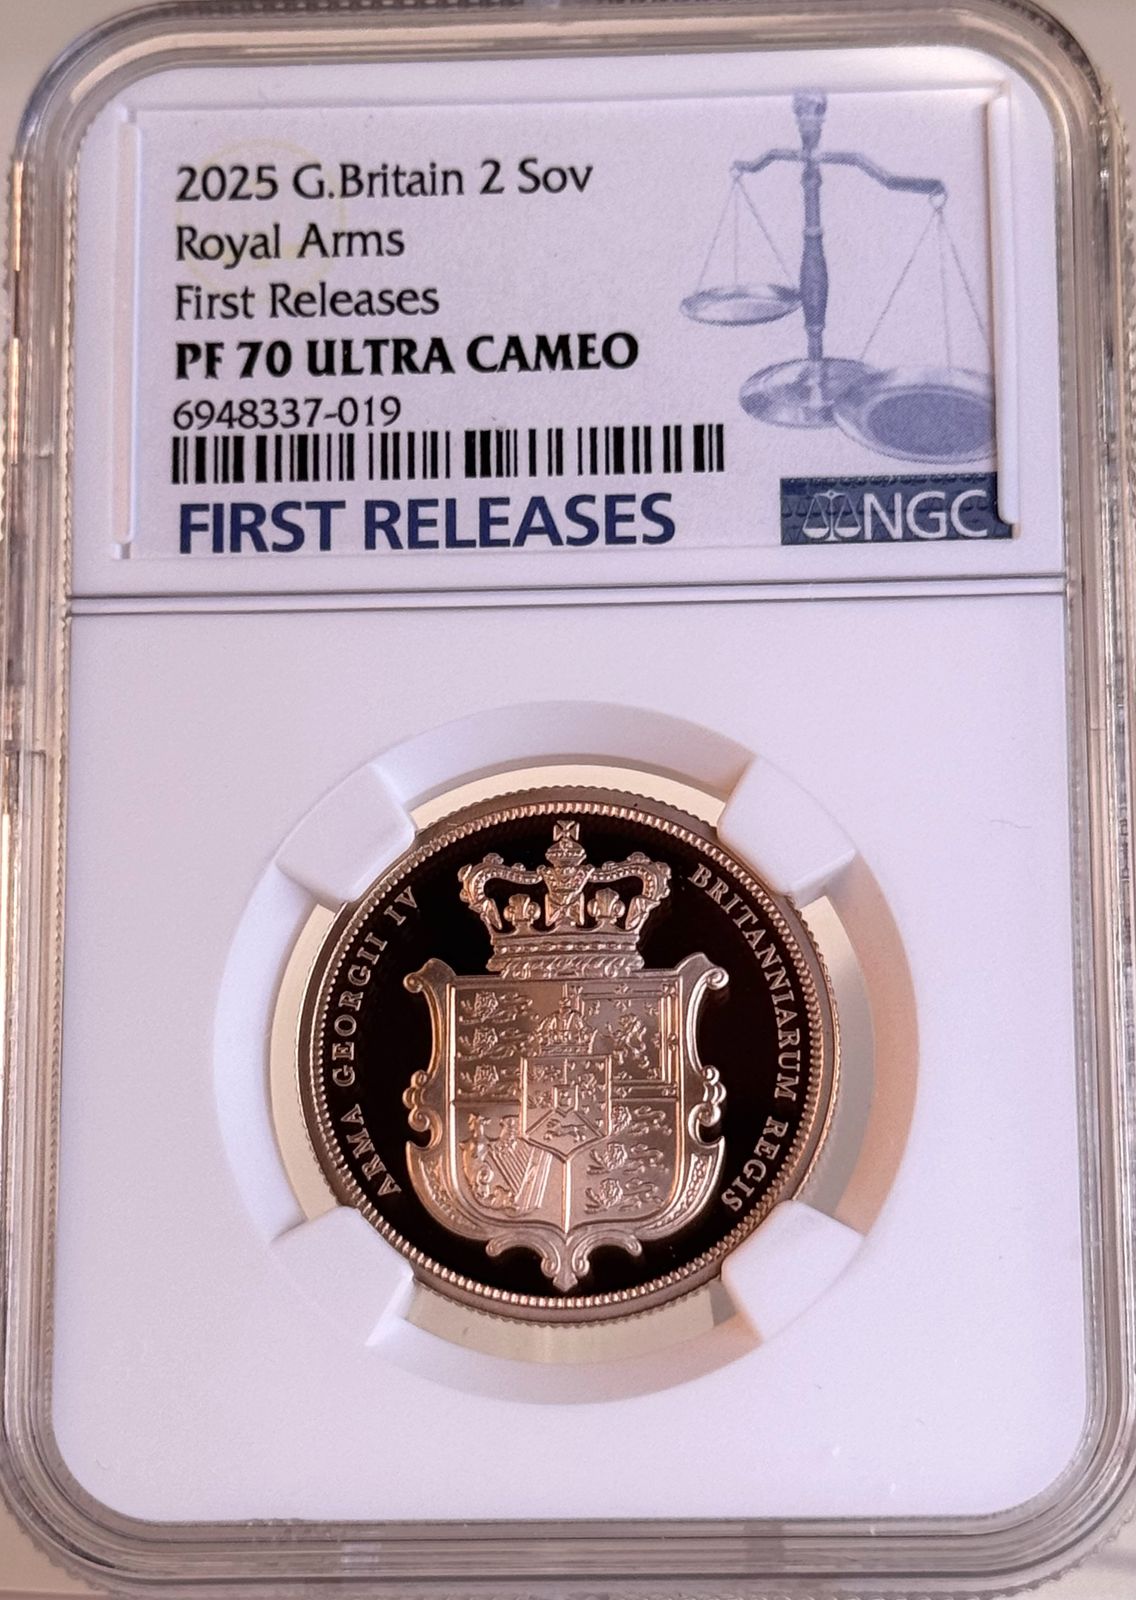 2025 G.Britain 2 Sov
Royal Arms
First Releases
PF 70 ULTRA CAMEO
6948337-019
FIRST RELEASES
NGC
ARMA GEORGII IV
BRITANNIARUM REGIS